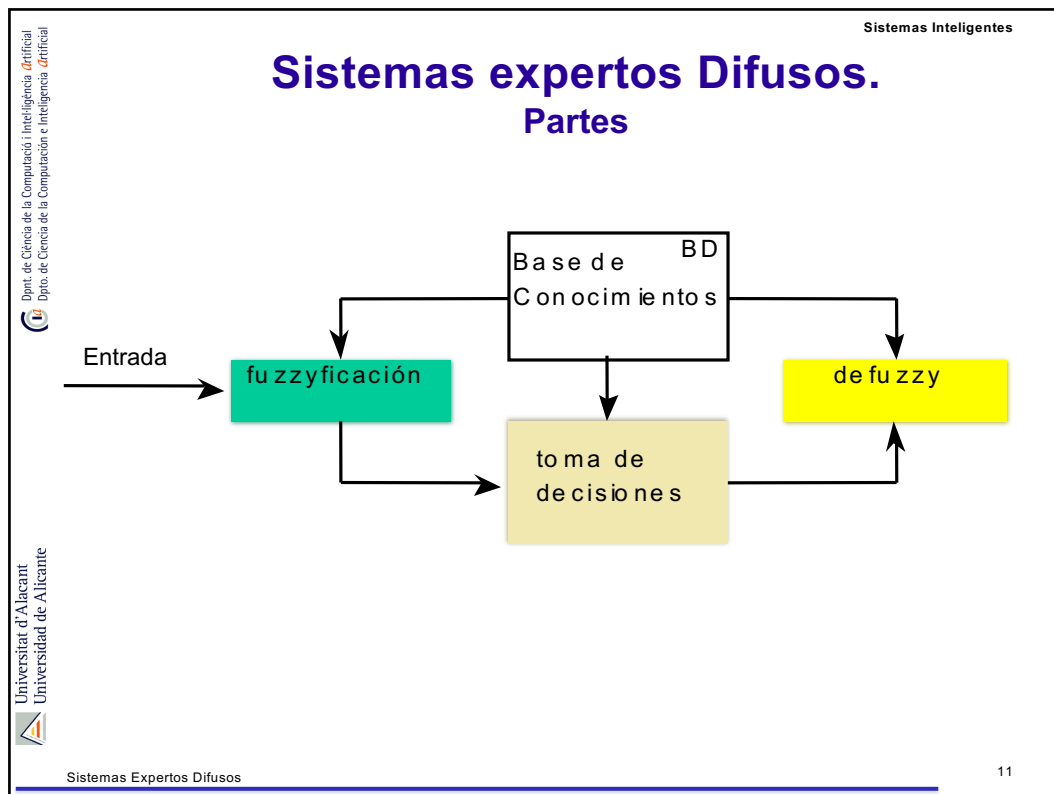 Sistemas Inteligentes
Sistemas expertos Difusos.
Partes
Dpnt. de Ciència de la Computació i Intel·ligència Artificial
Dpto. de Ciencia de la Computación e Inteligencia Artificial
BD
Base de
Conocimientos
Entrada
fuzzyficación
defuzzy
toma de
decisiones
Universitat d'Alacant
Universidad de Alicante
Sistemas Expertos Difusos
11